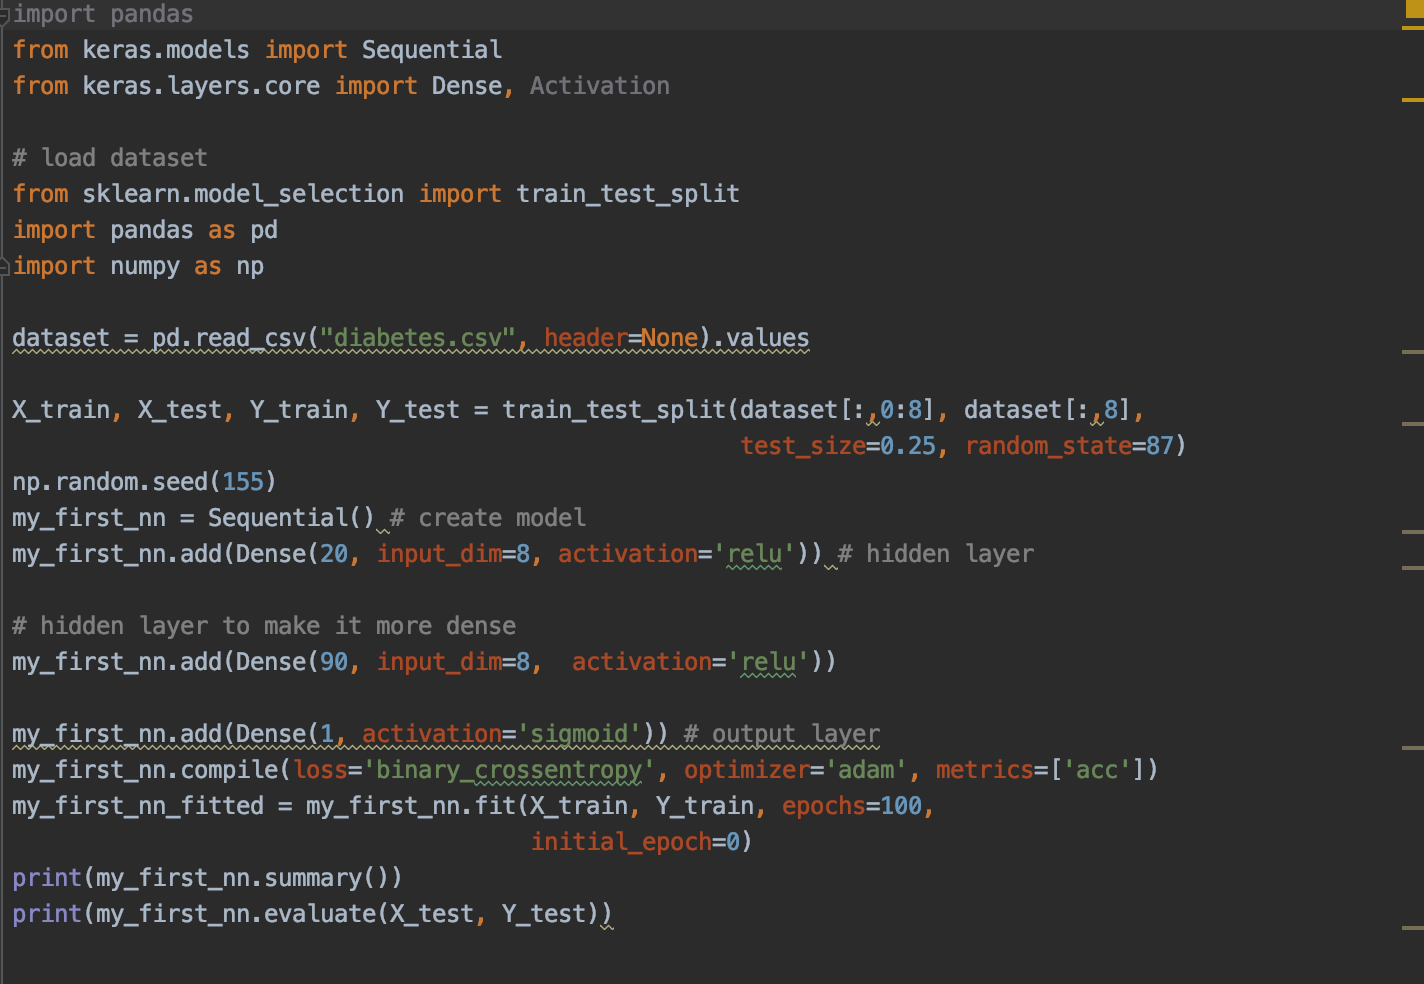 import pandas
from keras.models import Sequential
from keras.layers.core import Dense, Activation

# load dataset
from sklearn.model_selection import train_test_split
import pandas as pd
import numpy as np

dataset = pd.read_csv("diabetes.csv", header=None).values

X_train, X_test, Y_train, Y_test = train_test_split(dataset[:,0:8], dataset[:,8],
                                                    test_size=0.25, random_state=87)
np.random.seed(155)
my_first_nn = Sequential() # create model
my_first_nn.add(Dense(20, input_dim=8, activation='relu')) # hidden layer

# hidden layer to make it more dense
my_first_nn.add(Dense(90, input_dim=8,  activation='relu'))

my_first_nn.add(Dense(1, activation='sigmoid')) # output layer
my_first_nn.compile(loss='binary_crossentropy', optimizer='adam', metrics=['acc'])
my_first_nn_fitted = my_first_nn.fit(X_train, Y_train, epochs=100,
                                     initial_epoch=0)
print(my_first_nn.summary())
print(my_first_nn.evaluate(X_test, Y_test))